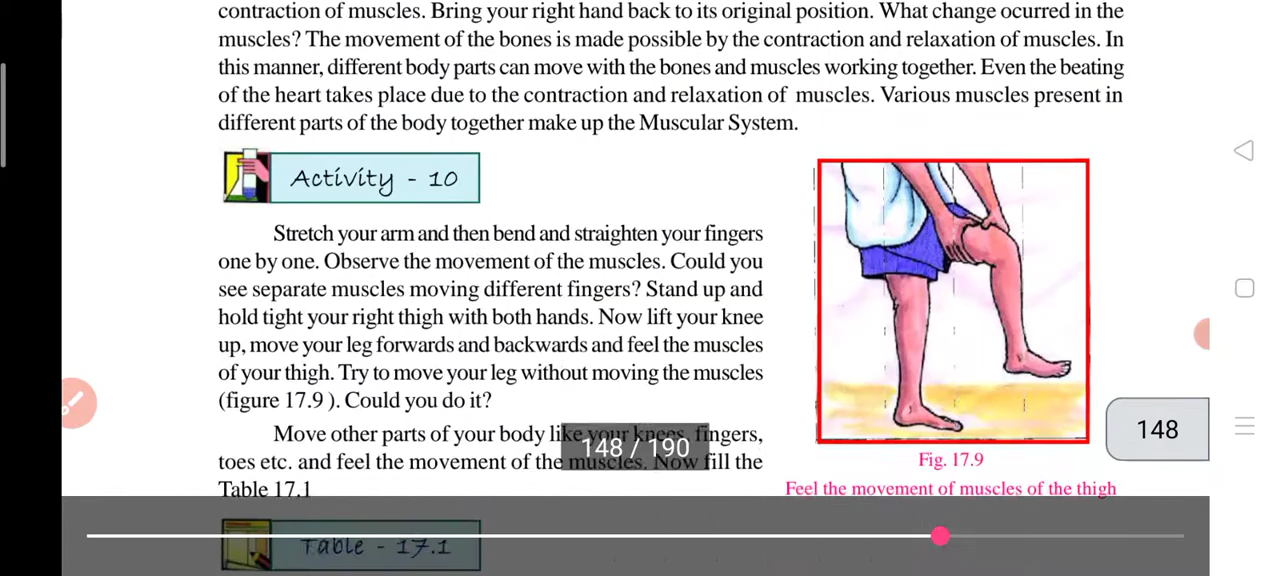 contraction of muscles. Bring your right hand back to its original position. What change ocurred in the
muscles? The movement of the bones is made possible by the contraction and relaxation of muscles. In
this manner, different body parts can move with the bones and muscles working together. Even the beating
of the heart takes place due to the contraction and relaxation of muscles. Various muscles present in
different parts of the body together make up the Muscular System.
Activity - 10
Stretch your arm and then bend and straighten your fingers
one by one. Observe the movement of the muscles. Could you
see separate muscles moving different fingers? Stand up and
hold tight your right thigh with both hands. Now lift your knee
up, move your leg forwards and backwards and feel the muscles
of your thigh. Try to move your leg without moving the muscles
(figure 17.9 ). Could you do it?
Move other parts of your body like your knees, fingers,
toes etc. and feel the movement of the muscles. Now fill the
Table 17.1
148 / 190
148
Fig. 17.9
Feel the movement of muscles of the thigh
Table - 17.1